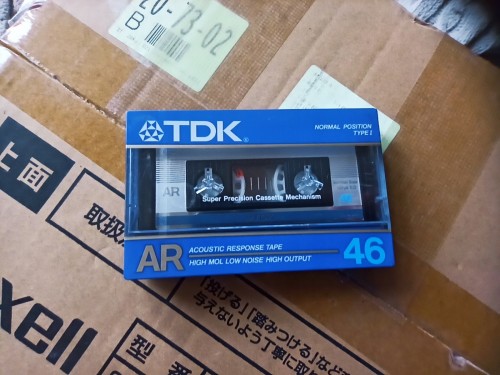 20-73-02
B
TDK
NORMAL POSITION
TYPE I
AR
Super Precision Cassette Mechanism
AR
ACOUSTIC RESPONSE TAPE
HIGH MOL LOW NOISE HIGH OUTPUT
46
上面
取扱
xell
「投げる」「踏みつける」など
与えないよう丁寧に取扱
型番